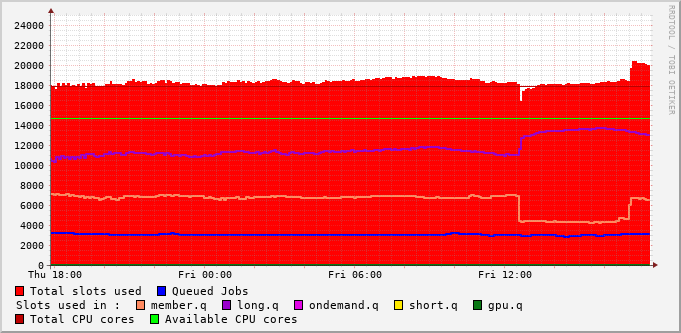 24000
22000
20000
18000
16000
14000
12000
10000
8000
6000
4000
2000
0
Thu 18:00 Fri 00:00 Fri 06:00 Fri 12:00
Total slots used Queued Jobs
Slots used in : member.q long.q ondemand.q short.q gpu.q
Total CPU cores Available CPU cores
RRDTOOL / TOBI OETIKER